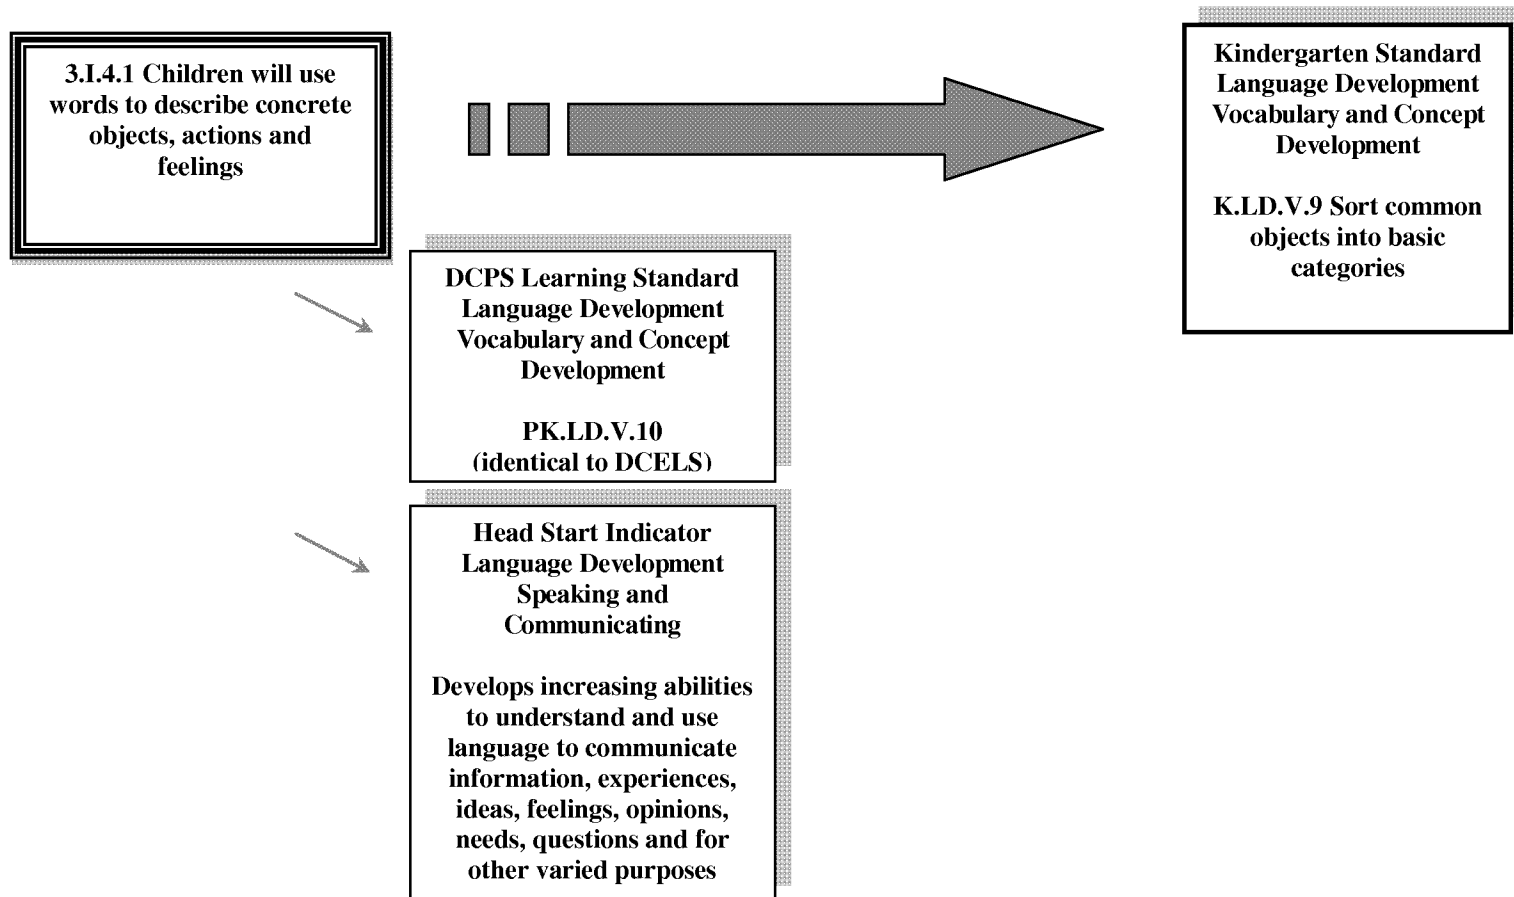 3.I.4.1 Children will use
words to describe concrete
objects, actions and
feelings
Kindergarten Standard
Language Development
Vocabulary and Concept
Development
K.LD.V.9 Sort common
objects into basic
categories
DCPS Learning Standard
Language Development
Vocabulary and Concept
Development
PK.LD.V.10
(identical to DCELS)
Head Start Indicator
Language Development
Speaking and
Communicating
Develops increasing abilities
to understand and use
language to communicate
information, experiences,
ideas, feelings, opinions,
needs, questions and for
other varied purposes